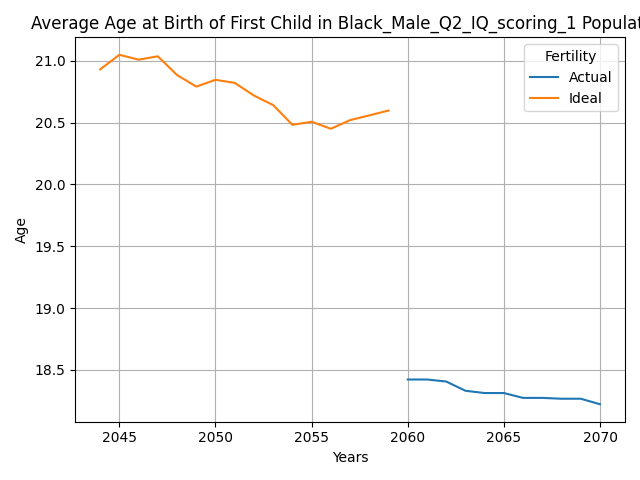 Average Age at Birth of First Child in Black_Male_Q2_IQ_scoring_1 Populat
Fertility
Actual
Ideal
21.0
20.5
20.0
19.5
19.0
18.5
Age
2045 2050 2055 2060 2065 2070
Years